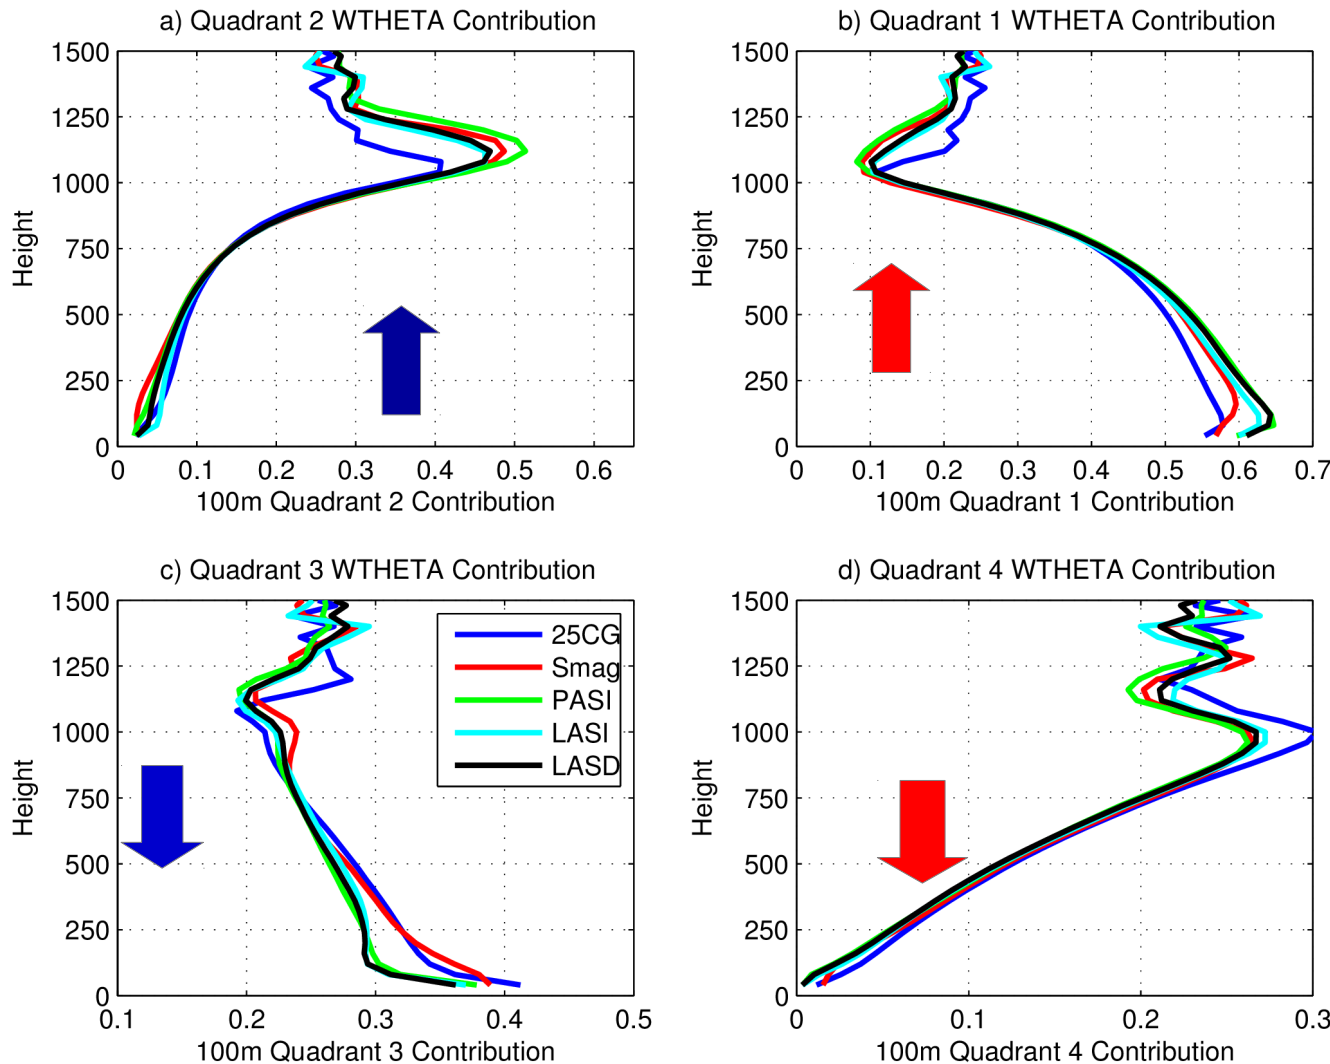 a) Quadrant 2 WTHETA Contribution
1500
1250
1000
750
500
250
0
Height
0 0.1 0.2 0.3 0.4 0.5 0.6
100m Quadrant 2 Contribution
b) Quadrant 1 WTHETA Contribution
1500
1250
1000
750
500
250
0
Height
0 0.1 0.2 0.3 0.4 0.5 0.6 0.7
100m Quadrant 1 Contribution
c) Quadrant 3 WTHETA Contribution
1500
1250
1000
750
500
250
0
Height
25CG
Smag
PASI
LASI
LASD
0.1 0.2 0.3 0.4 0.5
100m Quadrant 3 Contribution
d) Quadrant 4 WTHETA Contribution
1500
1250
1000
750
500
250
0
Height
0 0.1 0.2 0.3
100m Quadrant 4 Contribution